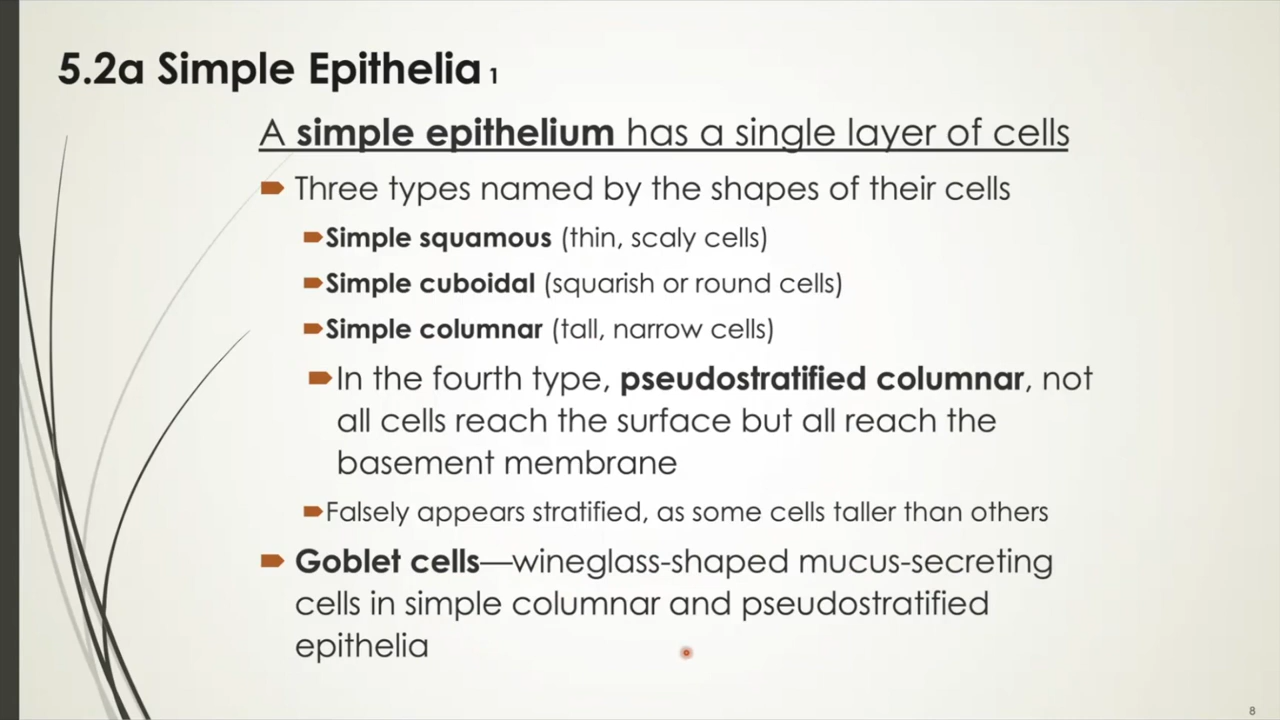 5.2a Simple Epithelia 1
A simple epithelium has a single layer of cells
Three types named by the shapes of their cells
Simple squamous (thin, scaly cells)
Simple cuboidal (squarish or round cells)
Simple columnar (tall, narrow cells)
In the fourth type, pseudostratified columnar, not
all cells reach the surface but all reach the
basement membrane
Falsely appears stratified, as some cells taller than others
Goblet cells—wineglass-shaped mucus-secreting
cells in simple columnar and pseudostratified
epithelia
8